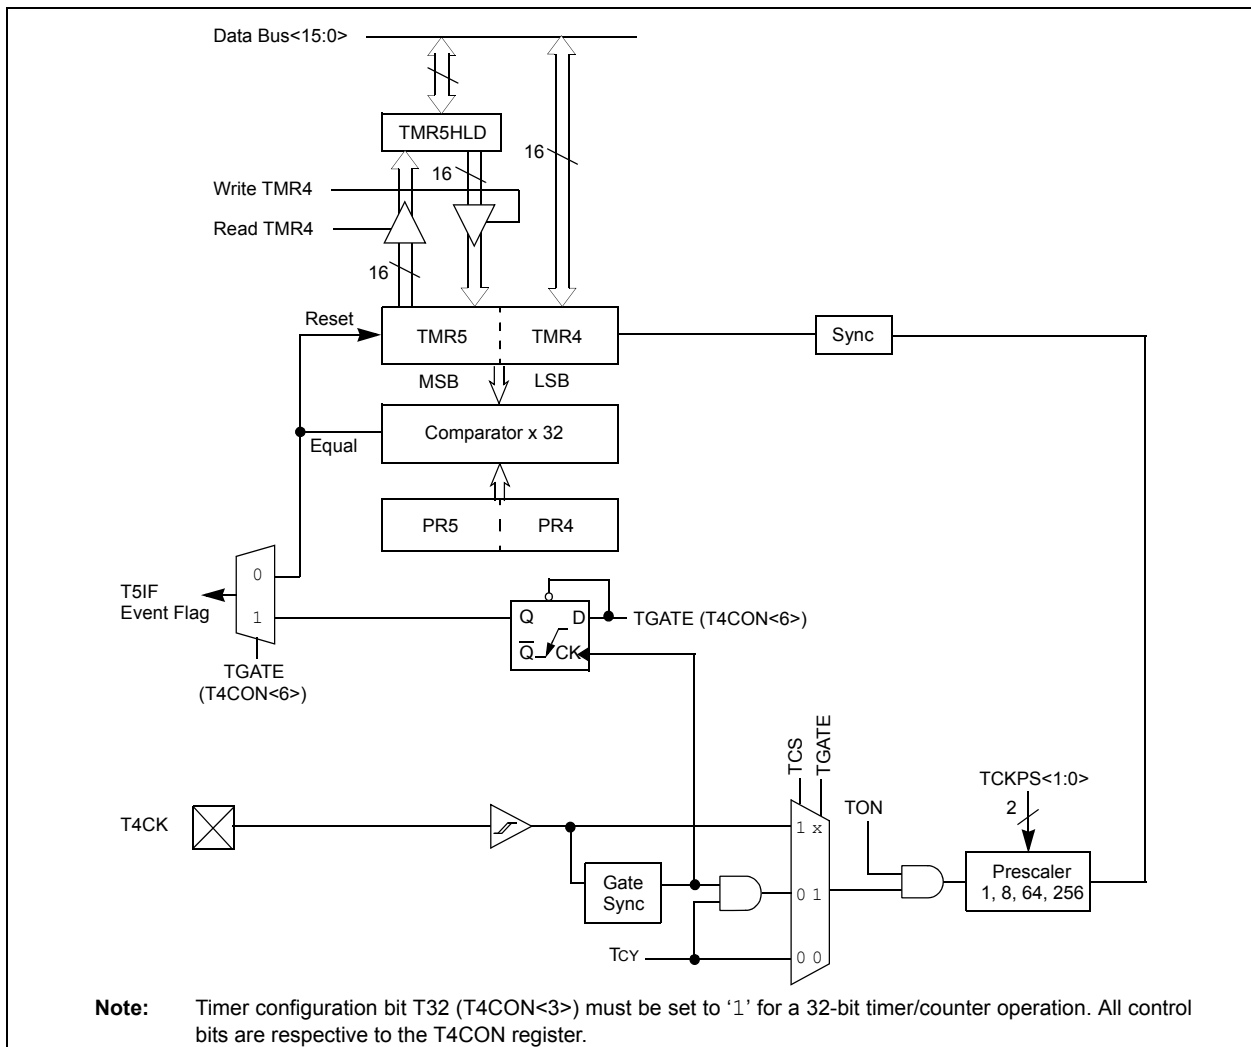 Data Bus<15:0>
TMR5HLD
16
16
Write TMR4
Read TMR4
16
Reset
TMR5
TMR4
Sync
MSB
LSB
Equal
Comparator x 32
PR5
PR4
0
1
T5IF
Event Flag
TGATE
(T4CON<6>)
Q
D
Q
CK
TGATE (T4CON<6>)
TCS
TGATE
TCKPS<1:0>
2
TON
T4CK
1 x
Gate
Sync
0 1
Prescaler
1, 8, 64, 256
TCY
0 0
Note: Timer configuration bit T32 (T4CON<3>) must be set to ‘1’ for a 32-bit timer/counter operation. All control
bits are respective to the T4CON register.